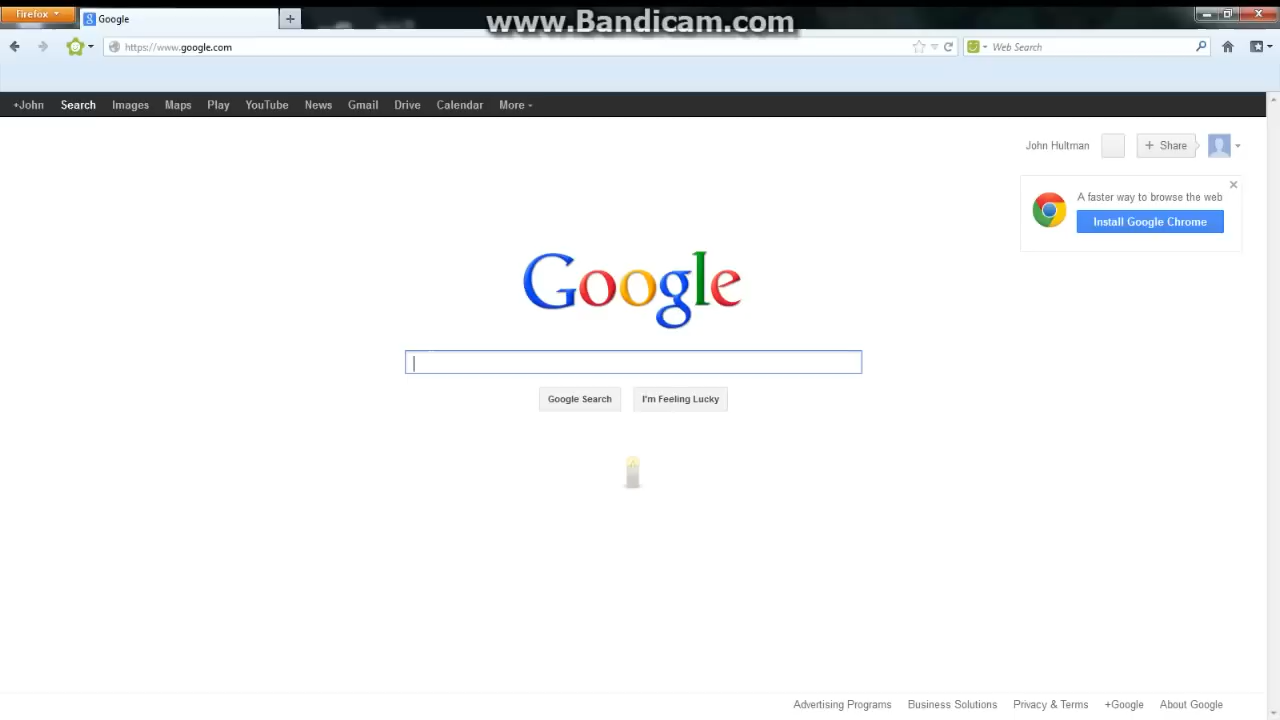 www.Bandicam.com
Firefox
Google
https://www.google.com
Web Search
+John Search Images Maps Play YouTube News Gmail Drive Calendar More
John Hultman
+ Share
A faster way to browse the web
Install Google Chrome
Google
Google Search
I'm Feeling Lucky
Advertising Programs Business Solutions Privacy & Terms +Google About Google